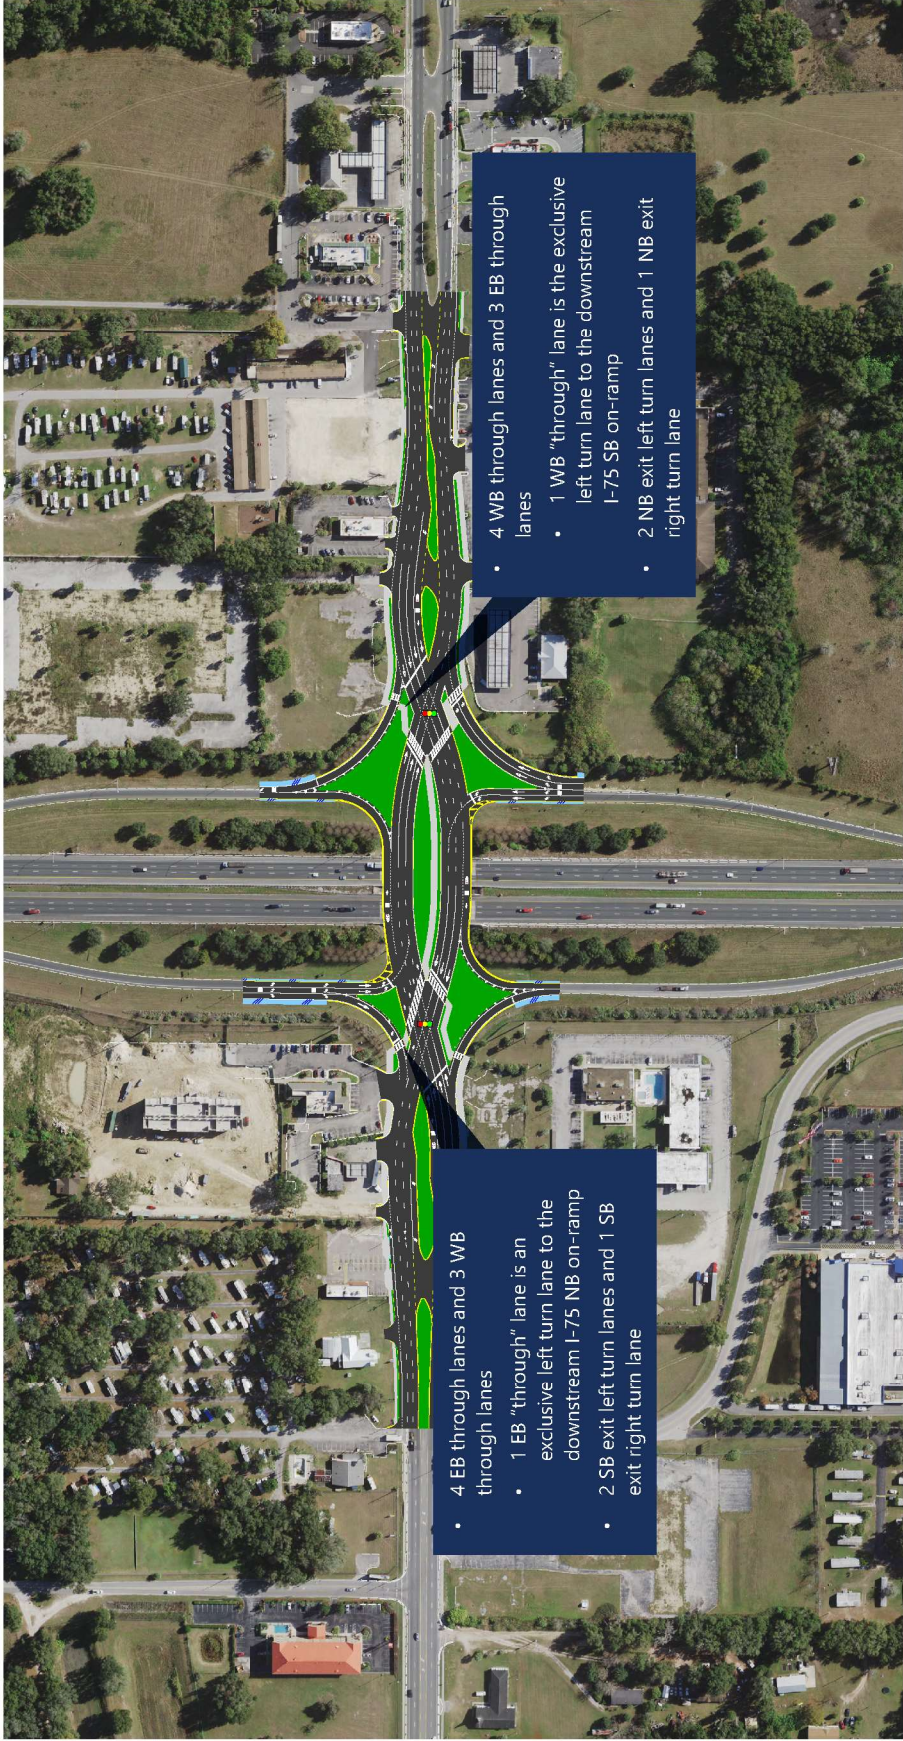 • 4 EB through lanes and 3 WB
through lanes
• 1 EB "through" lane is an
exclusive left turn lane to the
downstream I-75 NB on-ramp
• 2 SB exit left turn lanes and 1 SB
exit right turn lane
• 4 WB through lanes and 3 EB through
lanes
• 1 WB "through" lane is the exclusive
left turn lane to the downstream
I-75 SB on-ramp
• 2 NB exit left turn lanes and 1 NB exit
right turn lane